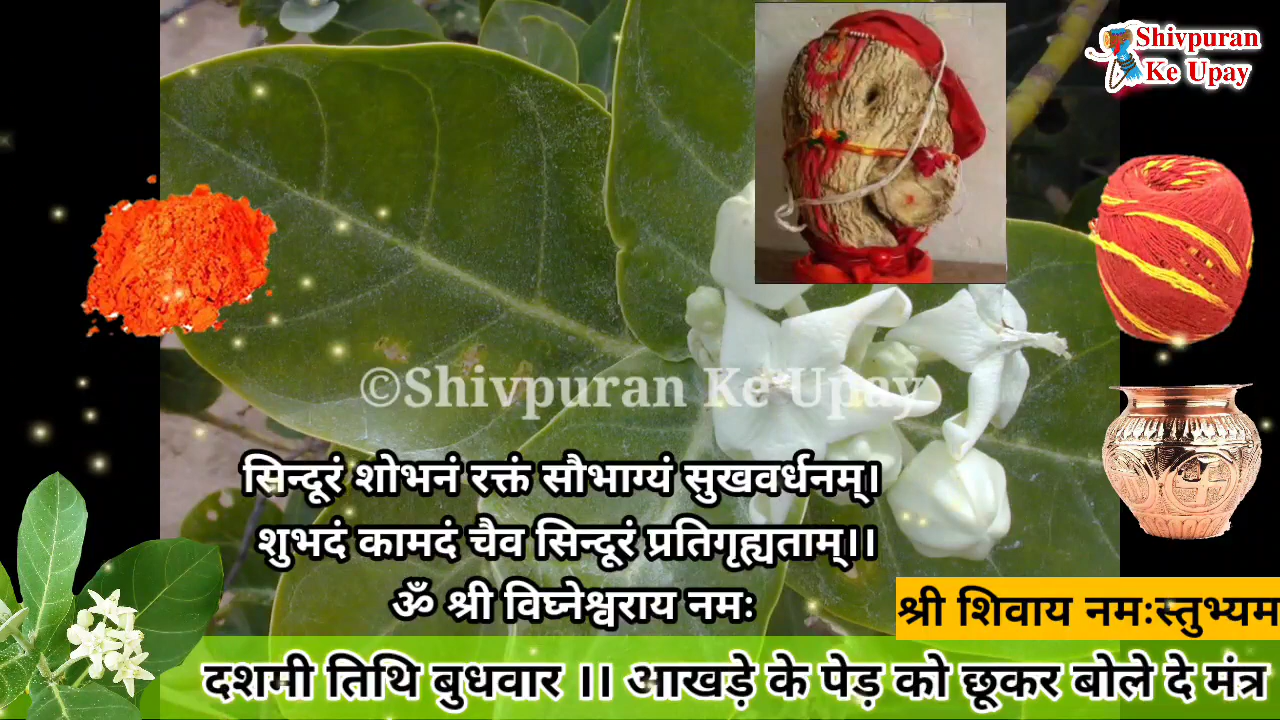 Shivpuran
Ke Upay
©Shivpuran Ke Upay
सिन्दूरं शोभनं रक्तं सौभाग्यं सुखवर्धनम्।
शुभदं कामदं चैव सिन्दूरं प्रतिगृह्यताम्।।
ॐ श्री विघ्नेश्वराय नमः
श्री शिवाय नमःस्तुभ्यम
दशमी तिथि बुधवार ।। आखड़े के पेड़ को छूकर बोले दे मंत्र